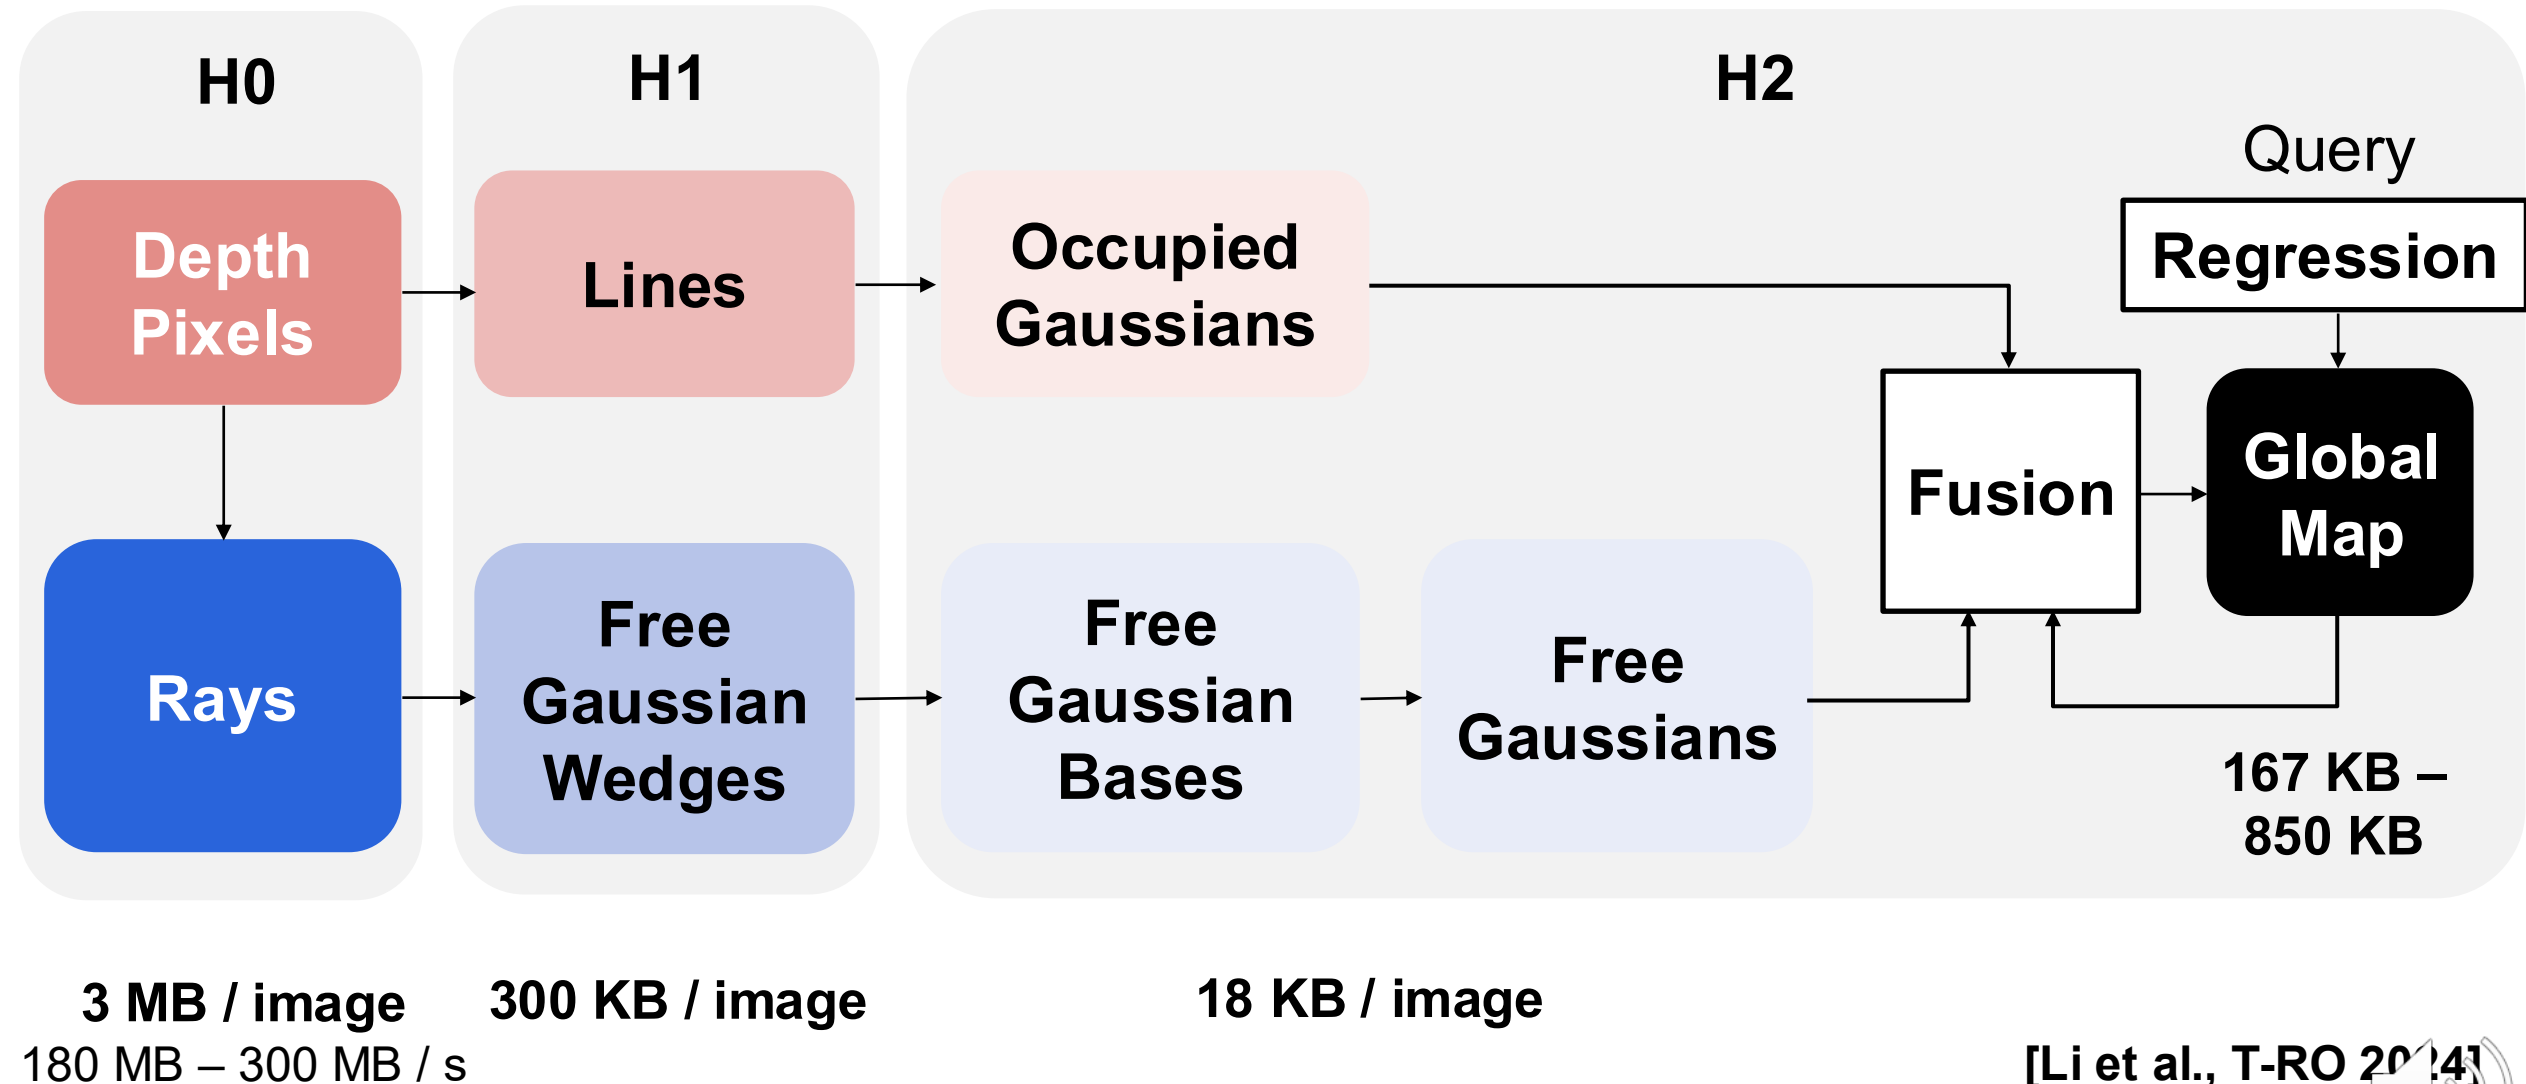 H0
H1
H2
Query
Depth
Pixels
Lines
Occupied
Gaussians
Regression
Fusion
Global
Map
Rays
Free
Gaussian
Wedges
Free
Gaussian
Bases
Free
Gaussians
167 KB –
850 KB
3 MB / image
300 KB / image
18 KB / image
180 MB – 300 MB / s
[Li et al., T-RO 2024]